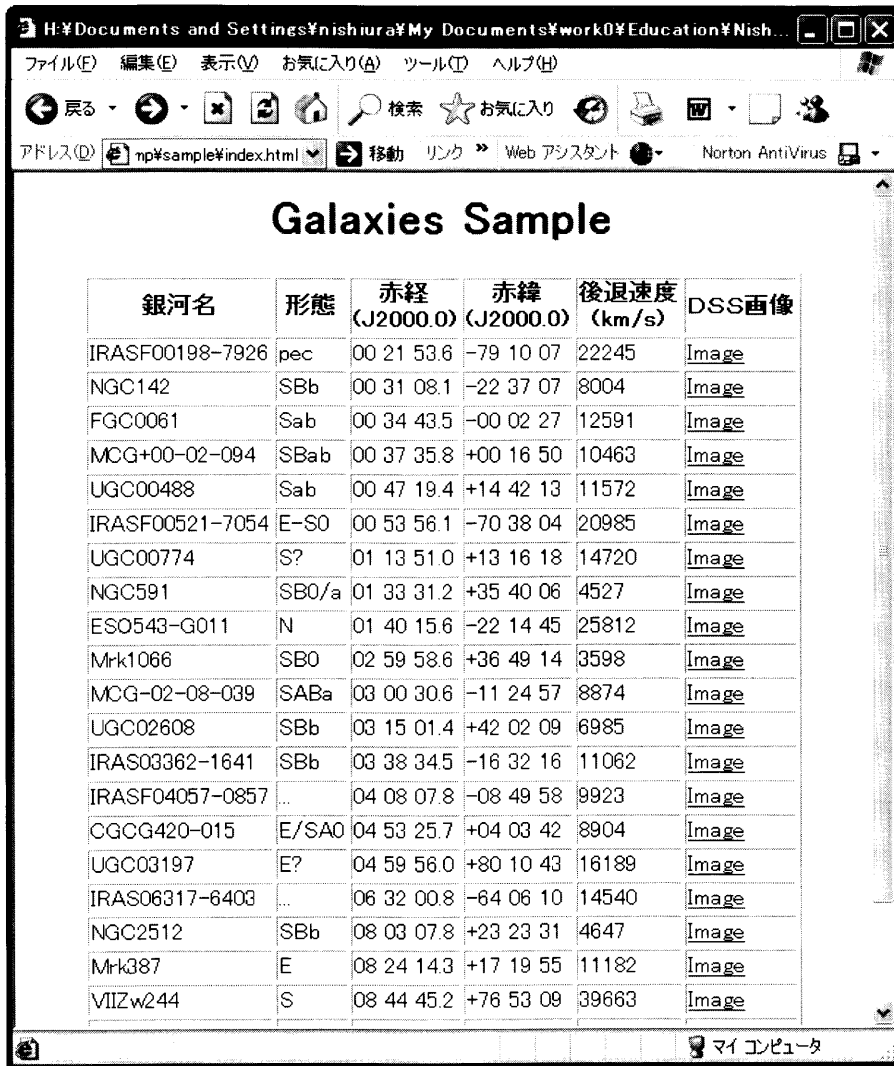 H:¥Documents and Settings¥nishiura¥My Documents¥work0¥Education¥Nish...
ファイル(F) 編集(E) 表示(V) お気に入り(A) ツール(T) ヘルプ(H)
戻る 検索 お気に入り
アドレス(D) mp¥sample¥index.html 移動 リンク » Web アシスタント Norton AntiVirus
Galaxies Sample
銀河名 形態 赤経 (J2000.0) 赤緯 (J2000.0) 後退速度 (km/s) DSS画像
IRASF00198-7926 pec 00 21 53.6 -79 10 07 22245 Image
NGC142 SBb 00 31 08.1 -22 37 07 8004 Image
FGC0061 Sab 00 34 43.5 -00 02 27 12591 Image
MCG+00-02-094 SBab 00 37 35.8 +00 16 50 10463 Image
UGC00488 Sab 00 47 19.4 +14 42 13 11572 Image
IRASF00521-7054 E-S0 00 53 56.1 -70 38 04 20985 Image
UGC00774 S? 01 13 51.0 +13 16 18 14720 Image
NGC591 SB0/a 01 33 31.2 +35 40 06 4527 Image
ESO543-G011 N 01 40 15.6 -22 14 45 25812 Image
Mrk1066 SB0 02 59 58.6 +36 49 14 3598 Image
MCG-02-08-039 SABa 03 00 30.6 -11 24 57 8874 Image
UGC02608 SBb 03 15 01.4 +42 02 09 6985 Image
IRAS03362-1641 SBb 03 38 34.5 -16 32 16 11062 Image
IRASF04057-0857 ... 04 08 07.8 -08 49 58 9923 Image
CGCG420-015 E/SA0 04 53 25.7 +04 03 42 8904 Image
UGC03197 E? 04 59 56.0 +80 10 43 16189 Image
IRAS06317-6403 ... 06 32 00.8 -64 06 10 14540 Image
NGC2512 SBb 08 03 07.8 +23 23 31 4647 Image
Mrk387 E 08 24 14.3 +17 19 55 11182 Image
VIIZw244 S 08 44 45.2 +76 53 09 39663 Image
マイ コンピュータ